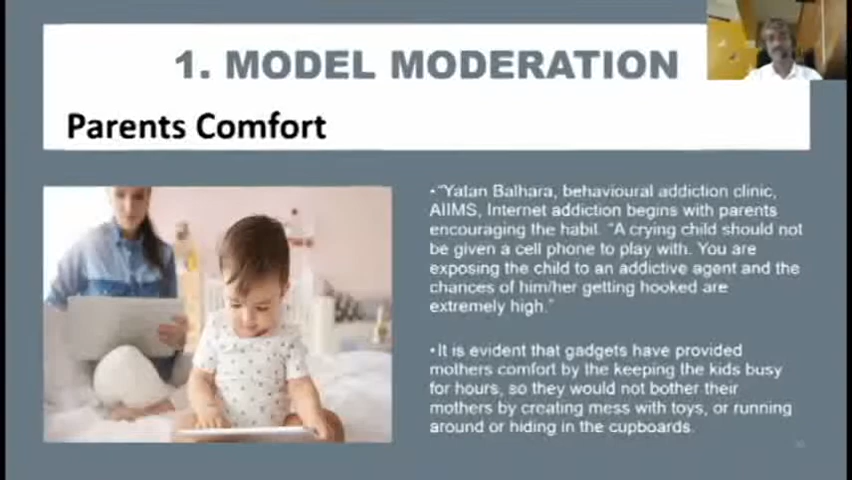 1. MODEL MODERATION
Parents Comfort
•"Yatan Balhara, behavioural addiction clinic,
AIIMS, Internet addiction begins with parents
encouraging the habit. "A crying child should not
be given a cell phone to play with. You are
exposing the child to an addictive agent and the
chances of him/her getting hooked are
extremely high."
•It is evident that gadgets have provided
mothers comfort by the keeping the kids busy
for hours, so they would not bother their
mothers by creating mess with toys, or running
around or hiding in the cupboards.